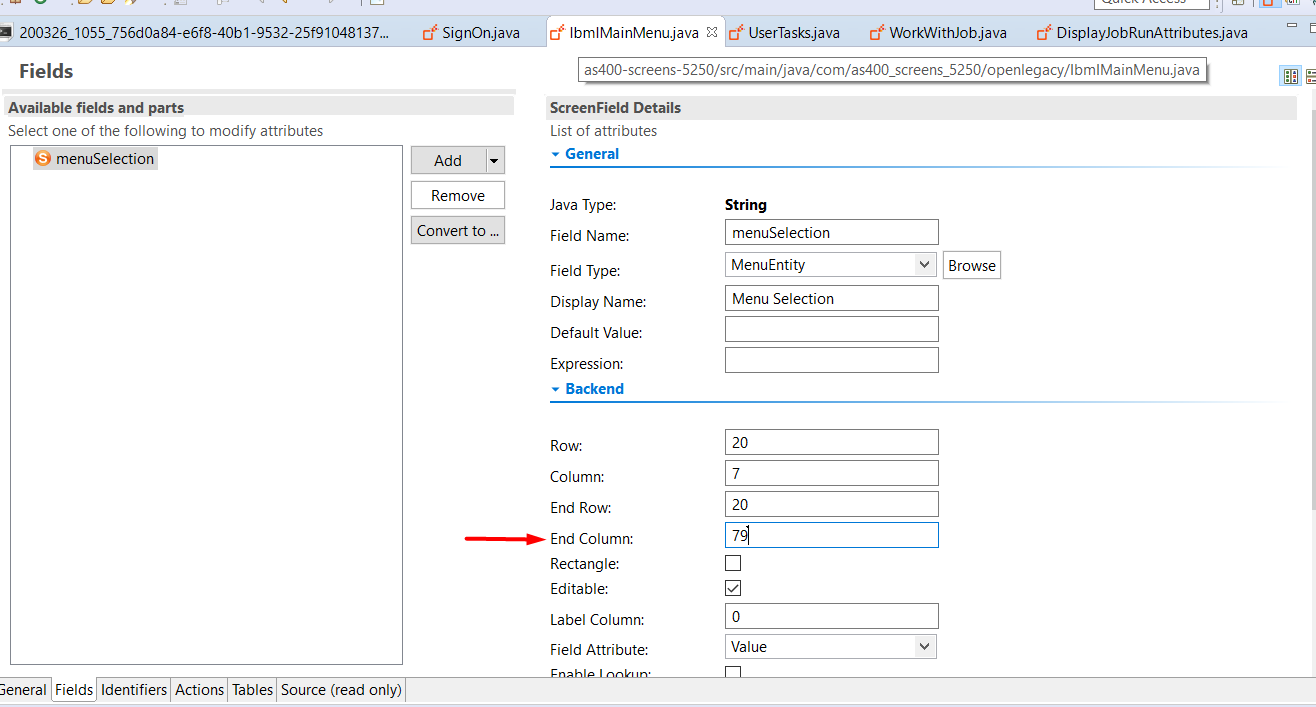 Quick Access
200326_1055_756d0a84-e6f8-40b1-9532-25f91048137...
SignOn.java
IbmIMainMenu.java
UserTasks.java
WorkWithJob.java
DisplayJobRunAttributes.java
Fields
as400-screens-5250/src/main/java/com/as400_screens_5250/openlegacy/IbmIMainMenu.java
Available fields and parts
Select one of the following to modify attributes
S menuSelection
Add
Remove
Convert to ...
ScreenField Details
List of attributes
General
Java Type: String
Field Name: menuSelection
Field Type: MenuEntity Browse
Display Name: Menu Selection
Default Value:
Expression:
Backend
Row: 20
Column: 7
End Row: 20
End Column: 79
Rectangle:
Editable:
Label Column: 0
Field Attribute: Value
Enable Lookup:
General Fields Identifiers Actions Tables Source (read only)